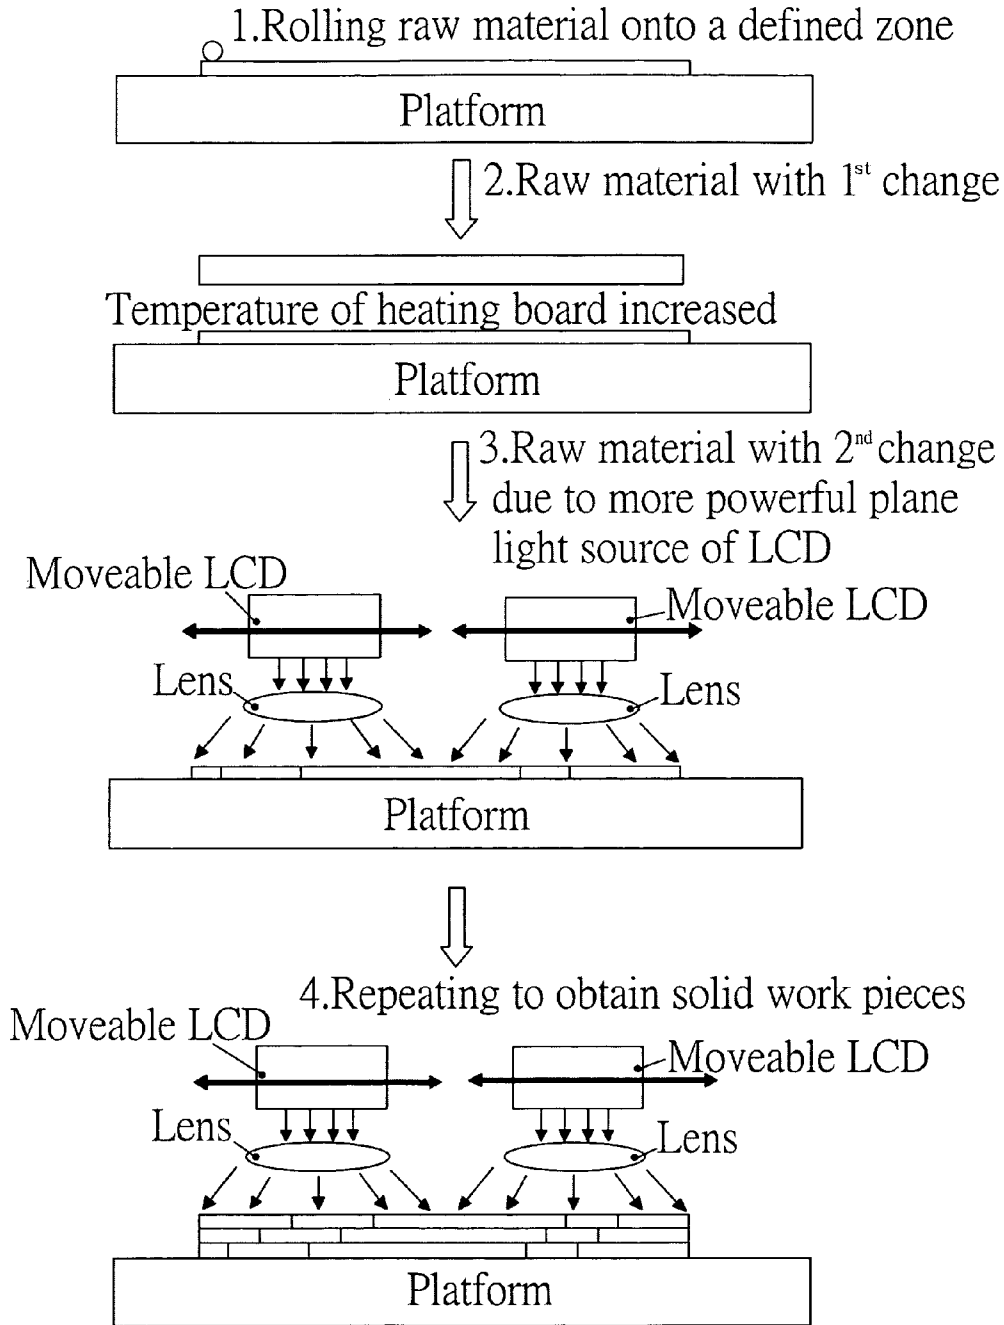 1.Rolling raw material onto a defined zone
Platform
2.Raw material with 1st change
Temperature of heating board increased
Platform
3.Raw material with 2nd change
due to more powerful plane
light source of LCD
Moveable LCD
Moveable LCD
Lens
Lens
Platform
4.Repeating to obtain solid work pieces
Moveable LCD
Moveable LCD
Lens
Lens
Platform